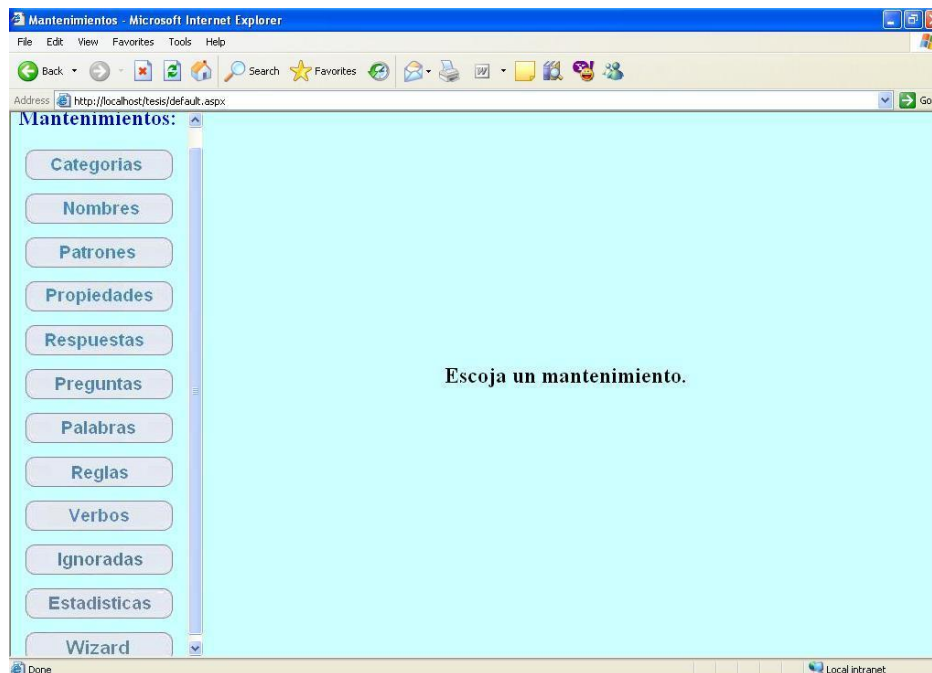 Mantenimientos - Microsoft Internet Explorer
File Edit View Favorites Tools Help
Back Search Favorites
Address http://localhost/tesis/default.aspx Go
Mantenimientos:
Categorias
Nombres
Patrones
Propiedades
Respuestas
Preguntas
Palabras
Reglas
Verbos
Ignoradas
Estadisticas
Wizard
Escoja un mantenimiento.
Done Local intranet